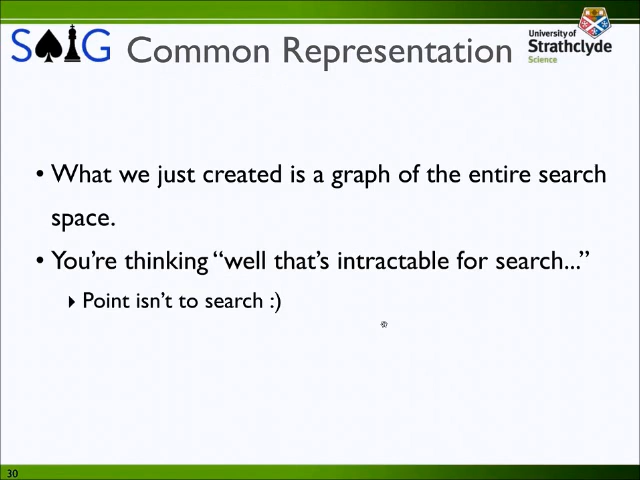 S♠IG Common Representation
University of
Strathclyde
Science
• What we just created is a graph of the entire search
space.
• You're thinking “well that's intractable for search...”
‣ Point isn't to search :)
30